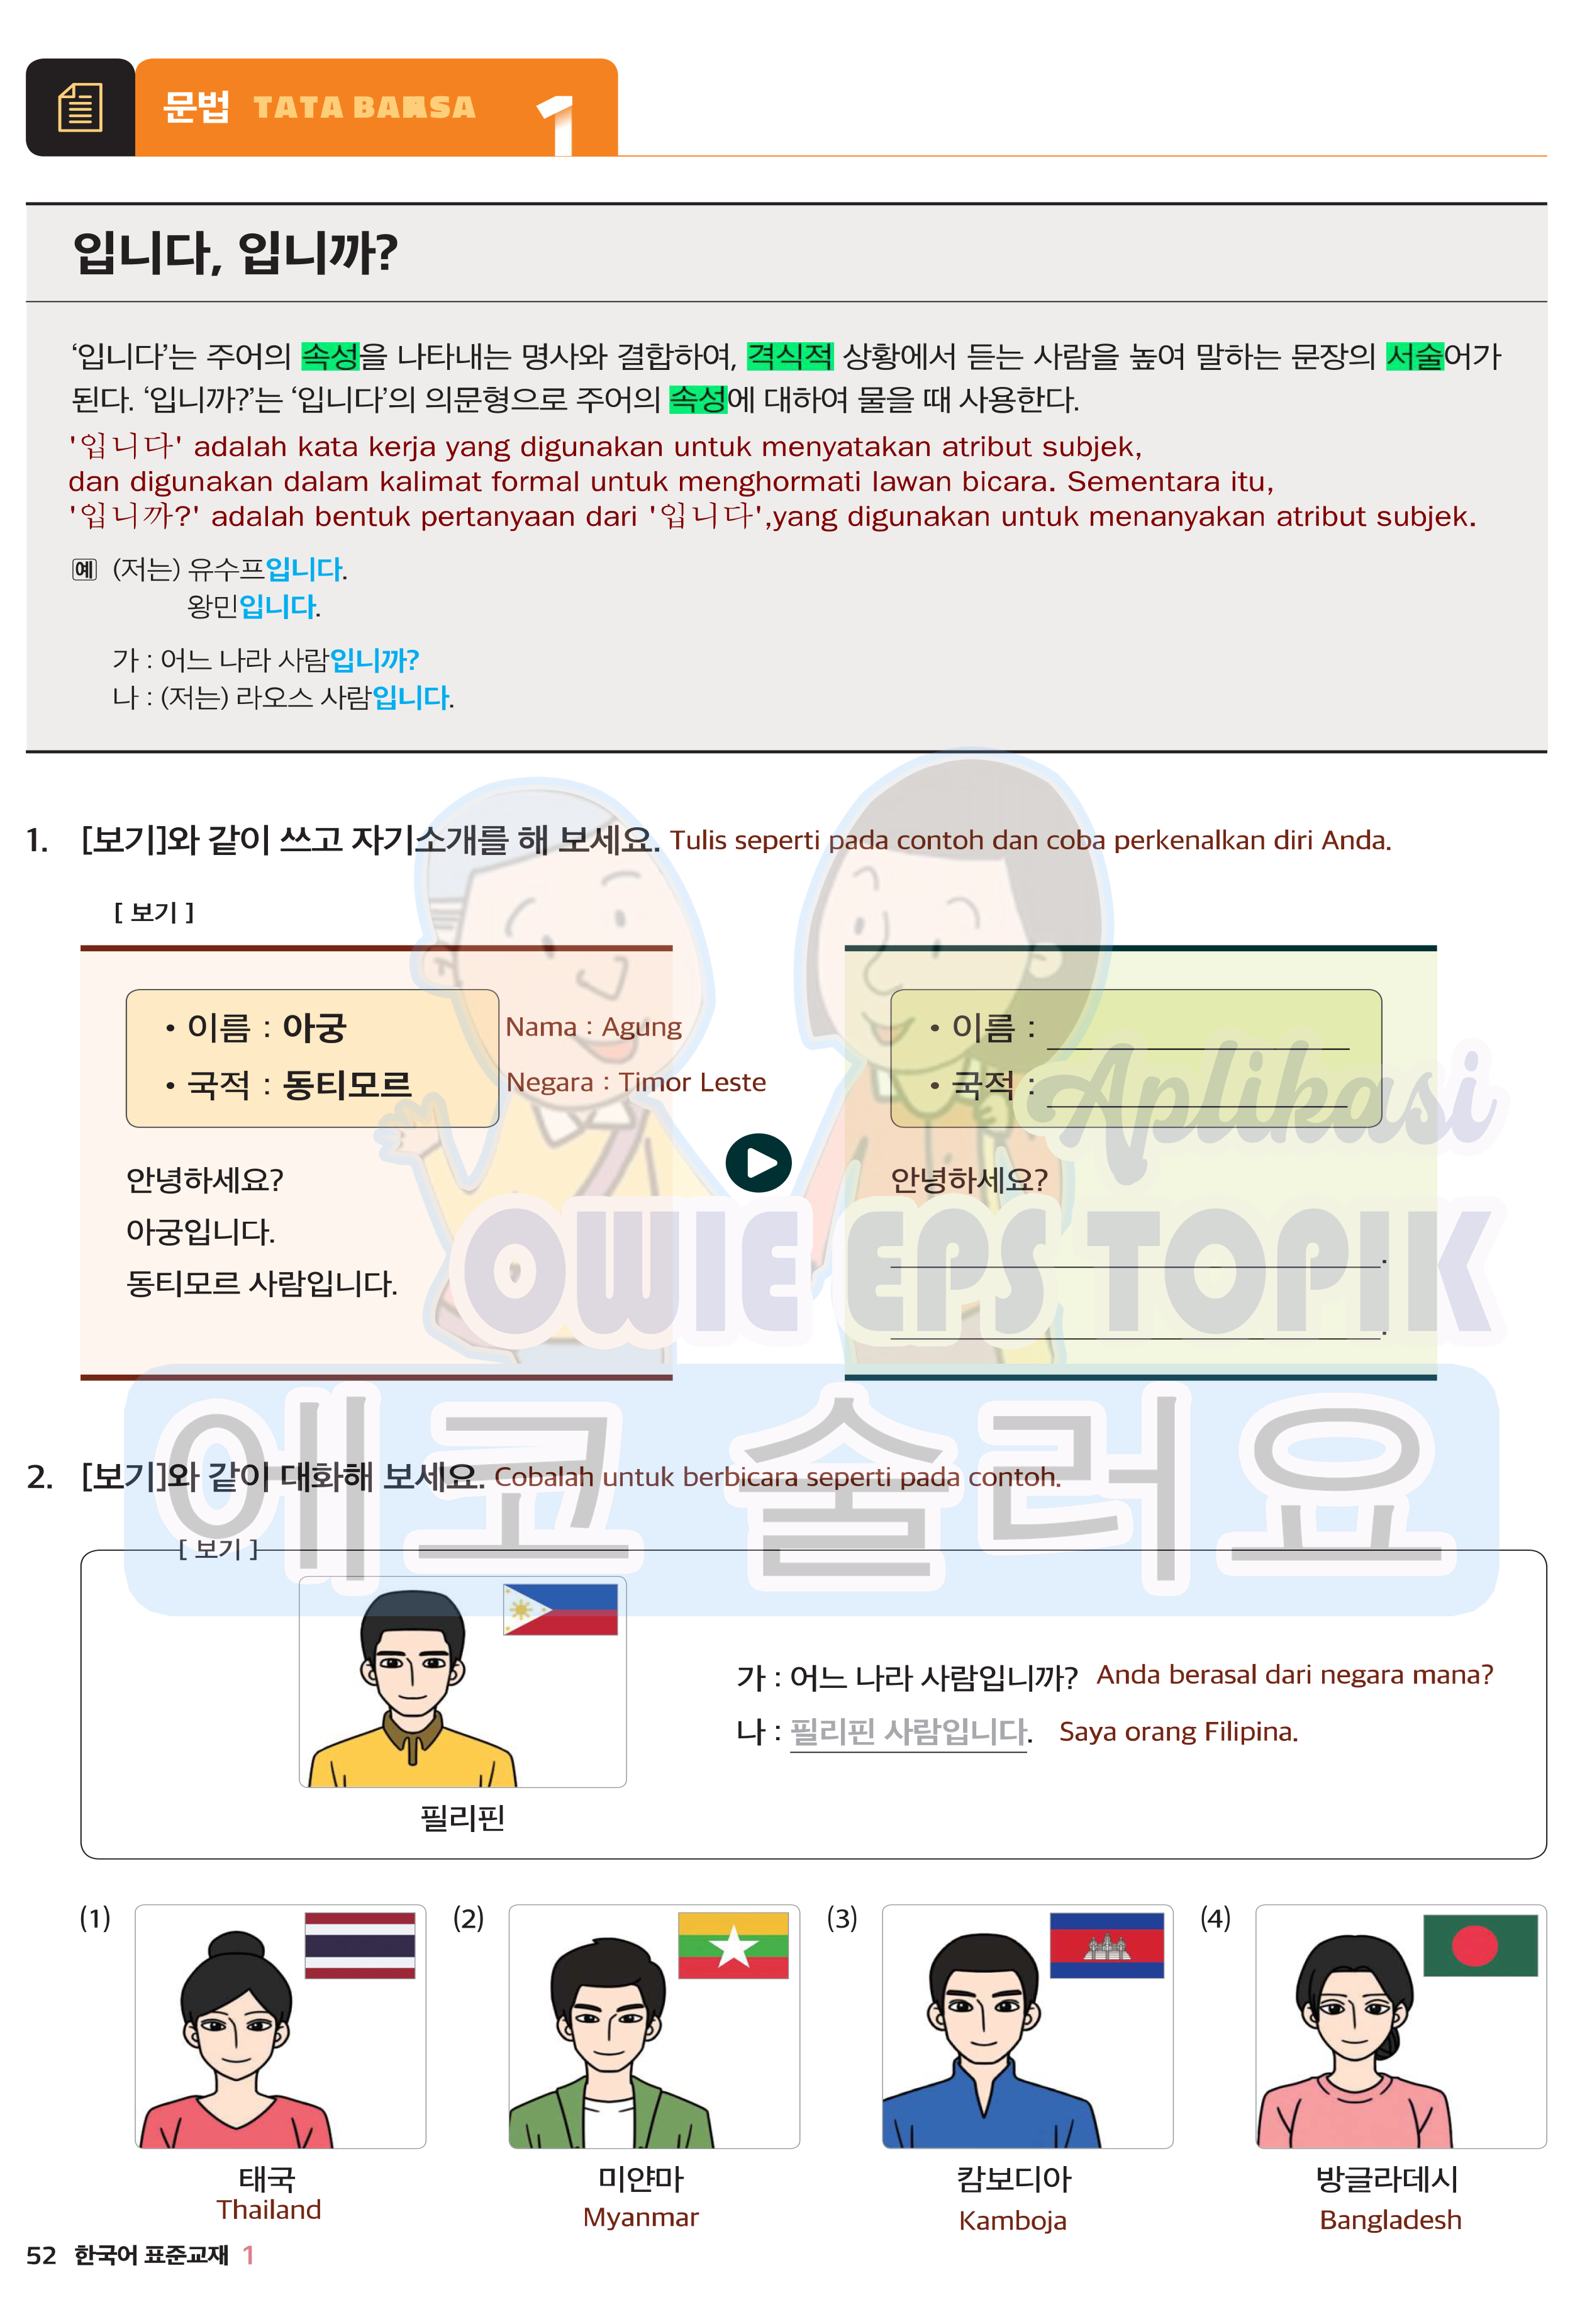 문법 TATA BAHSA 1
입니다, 입니까?
‘입니다’는 주어의 속성을 나타내는 명사와 결합하여, 격식적 상황에서 듣는 사람을 높여 말하는 문장의 서술어가
된다. ‘입니까?’는 ‘입니다’의 의문형으로 주어의 속성에 대하여 물을 때 사용한다.
'입니다' adalah kata kerja yang digunakan untuk menyatakan atribut subjek,
dan digunakan dalam kalimat formal untuk menghormati lawan bicara. Sementara itu,
'입니까?' adalah bentuk pertanyaan dari '입니다',yang digunakan untuk menanyakan atribut subjek.
예 (저는) 유수프입니다.
왕민입니다.
가 : 어느 나라 사람입니까?
나 : (저는) 라오스 사람입니다.
1. [보기]와 같이 쓰고 자기소개를 해 보세요. Tulis seperti pada contoh dan coba perkenalkan diri Anda.
[ 보기 ]
• 이름 : 아궁 Nama : Agung
• 국적 : 동티모르 Negara : Timor Leste
안녕하세요?
아궁입니다.
동티모르 사람입니다.
• 이름 :
• 국적 :
안녕하세요?
.
.
Aplikasi
OWIE EPS TOPIK
에코 술러요
2. [보기]와 같이 대화해 보세요. Cobalah untuk berbicara seperti pada contoh.
[ 보기 ]
가 : 어느 나라 사람입니까? Anda berasal dari negara mana?
나 : 필리핀 사람입니다. Saya orang Filipina.
필리핀
(1) (2) (3) (4)
태국 미얀마 캄보디아 방글라데시
Thailand Myanmar Kamboja Bangladesh
52 한국어 표준교재 1